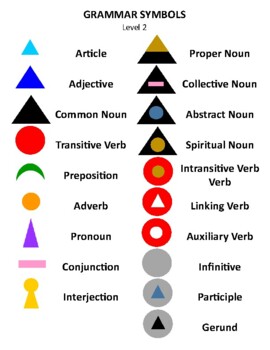 GRAMMAR SYMBOLS
Level 2
Article
Adjective
Common Noun
Transitive Verb
Preposition
Adverb
Pronoun
Conjunction
Interjection
Proper Noun
Collective Noun
Abstract Noun
Spiritual Noun
Intransitive Verb
Verb
Linking Verb
Auxiliary Verb
Infinitive
Participle
Gerund